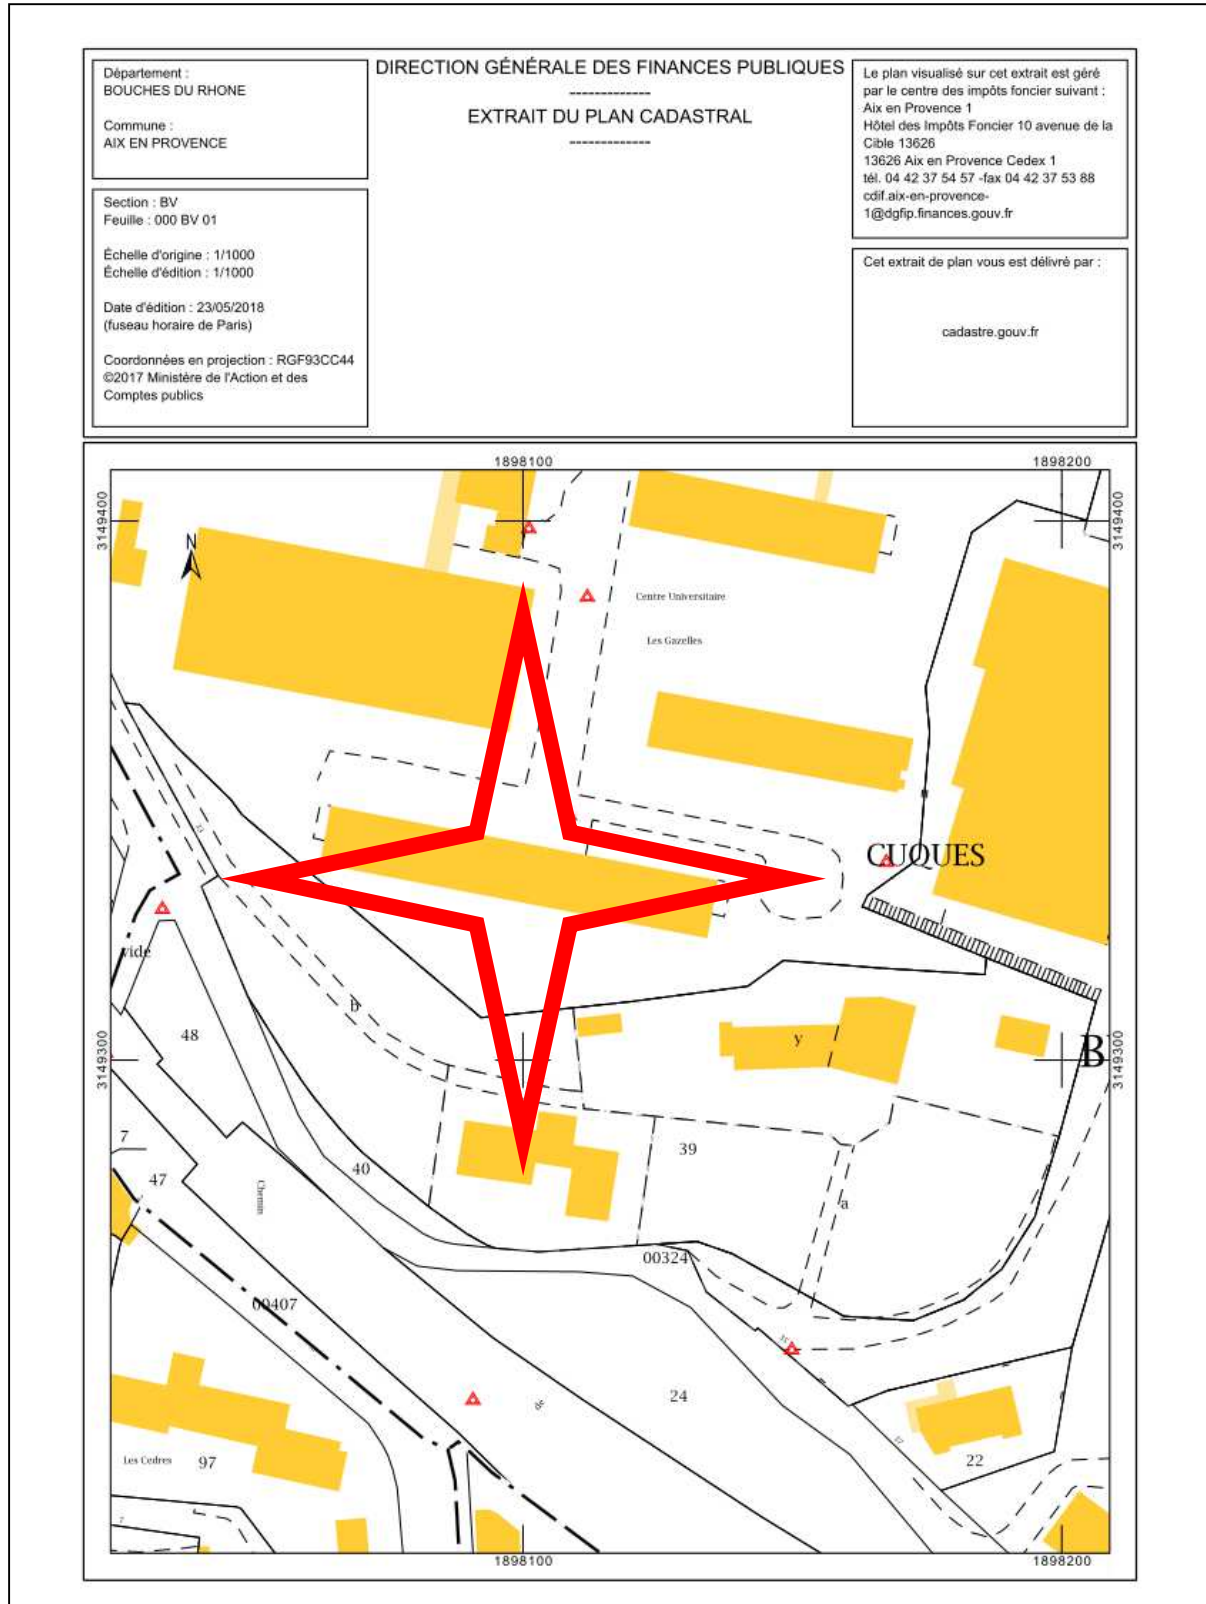 Département :
BOUCHES DU RHONE
Commune :
AIX EN PROVENCE
Section : BV
Feuille : 000 BV 01
Échelle d'origine : 1/1000
Échelle d'édition : 1/1000
Date d'édition : 23/05/2018
(fuseau horaire de Paris)
Coordonnées en projection : RGF93CC44
©2017 Ministère de l'Action et des
Comptes publics
DIRECTION GÉNÉRALE DES FINANCES PUBLIQUES
-------------
EXTRAIT DU PLAN CADASTRAL
-------------
Le plan visualisé sur cet extrait est géré
par le centre des impôts foncier suivant :
Aix en Provence 1
Hôtel des Impôts Foncier 10 avenue de la
Cible 13626
13626 Aix en Provence Cedex 1
tél. 04 42 37 54 57 -fax 04 42 37 53 88
cdif.aix-en-provence-
1@dgfip.finances.gouv.fr
Cet extrait de plan vous est délivré par :
cadastre.gouv.fr
1898100
1898200
3149400
3149400
N
Centre Universitaire
Les Gazelles
CUQUES
vide
b
48
y
3149300
B
3149300
7
47
40
39
Chemin
a
00324
00407
24
de
Les Cedres
97
22
1898100
1898200